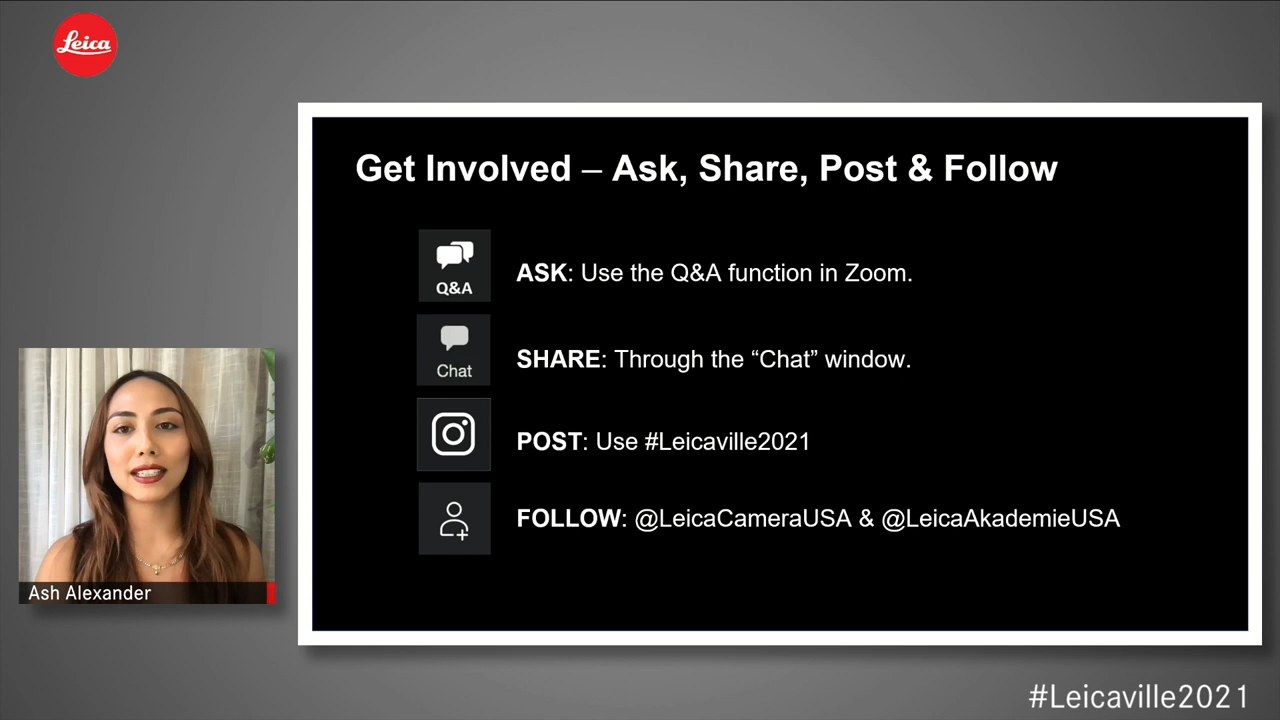 Leica
Get Involved – Ask, Share, Post & Follow
Q&A
ASK: Use the Q&A function in Zoom.
Chat
SHARE: Through the “Chat” window.
POST: Use #Leicaville2021
FOLLOW: @LeicaCameraUSA & @LeicaAkademieUSA
Ash Alexander
#Leicaville2021